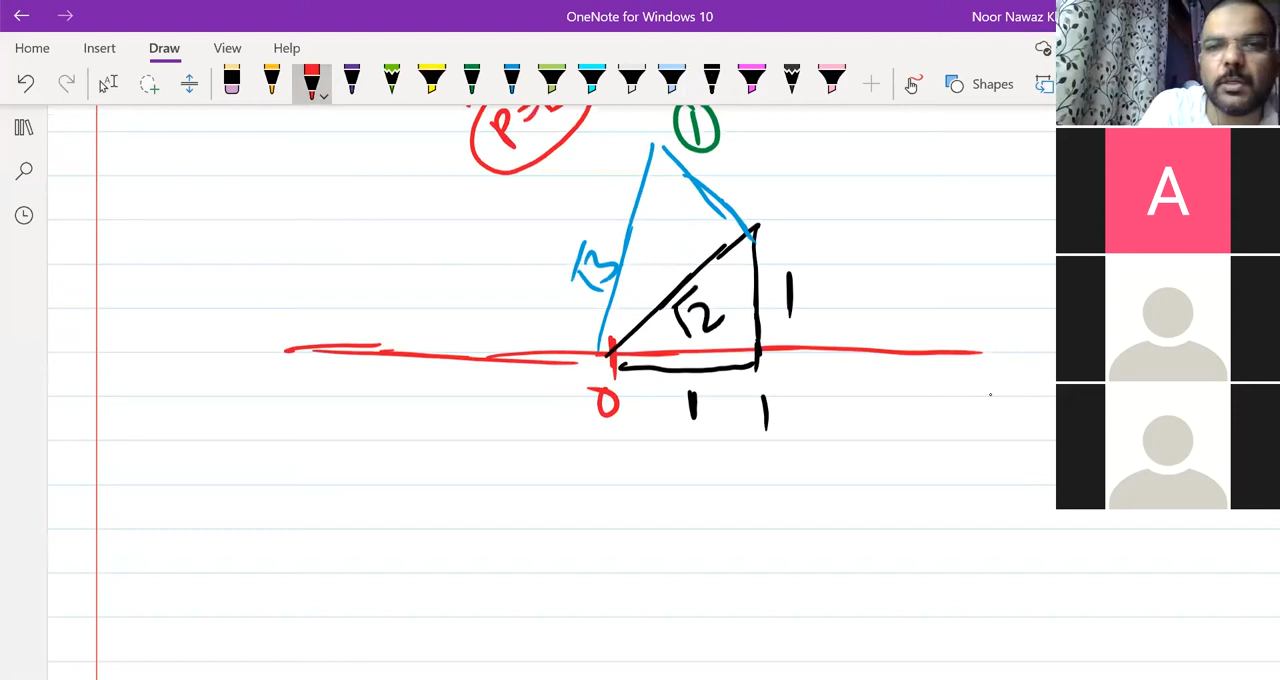 OneNote for Windows 10
Noor Nawaz K
Home Insert Draw View Help
Shapes
1
A
√3
√2 1
0 1 1